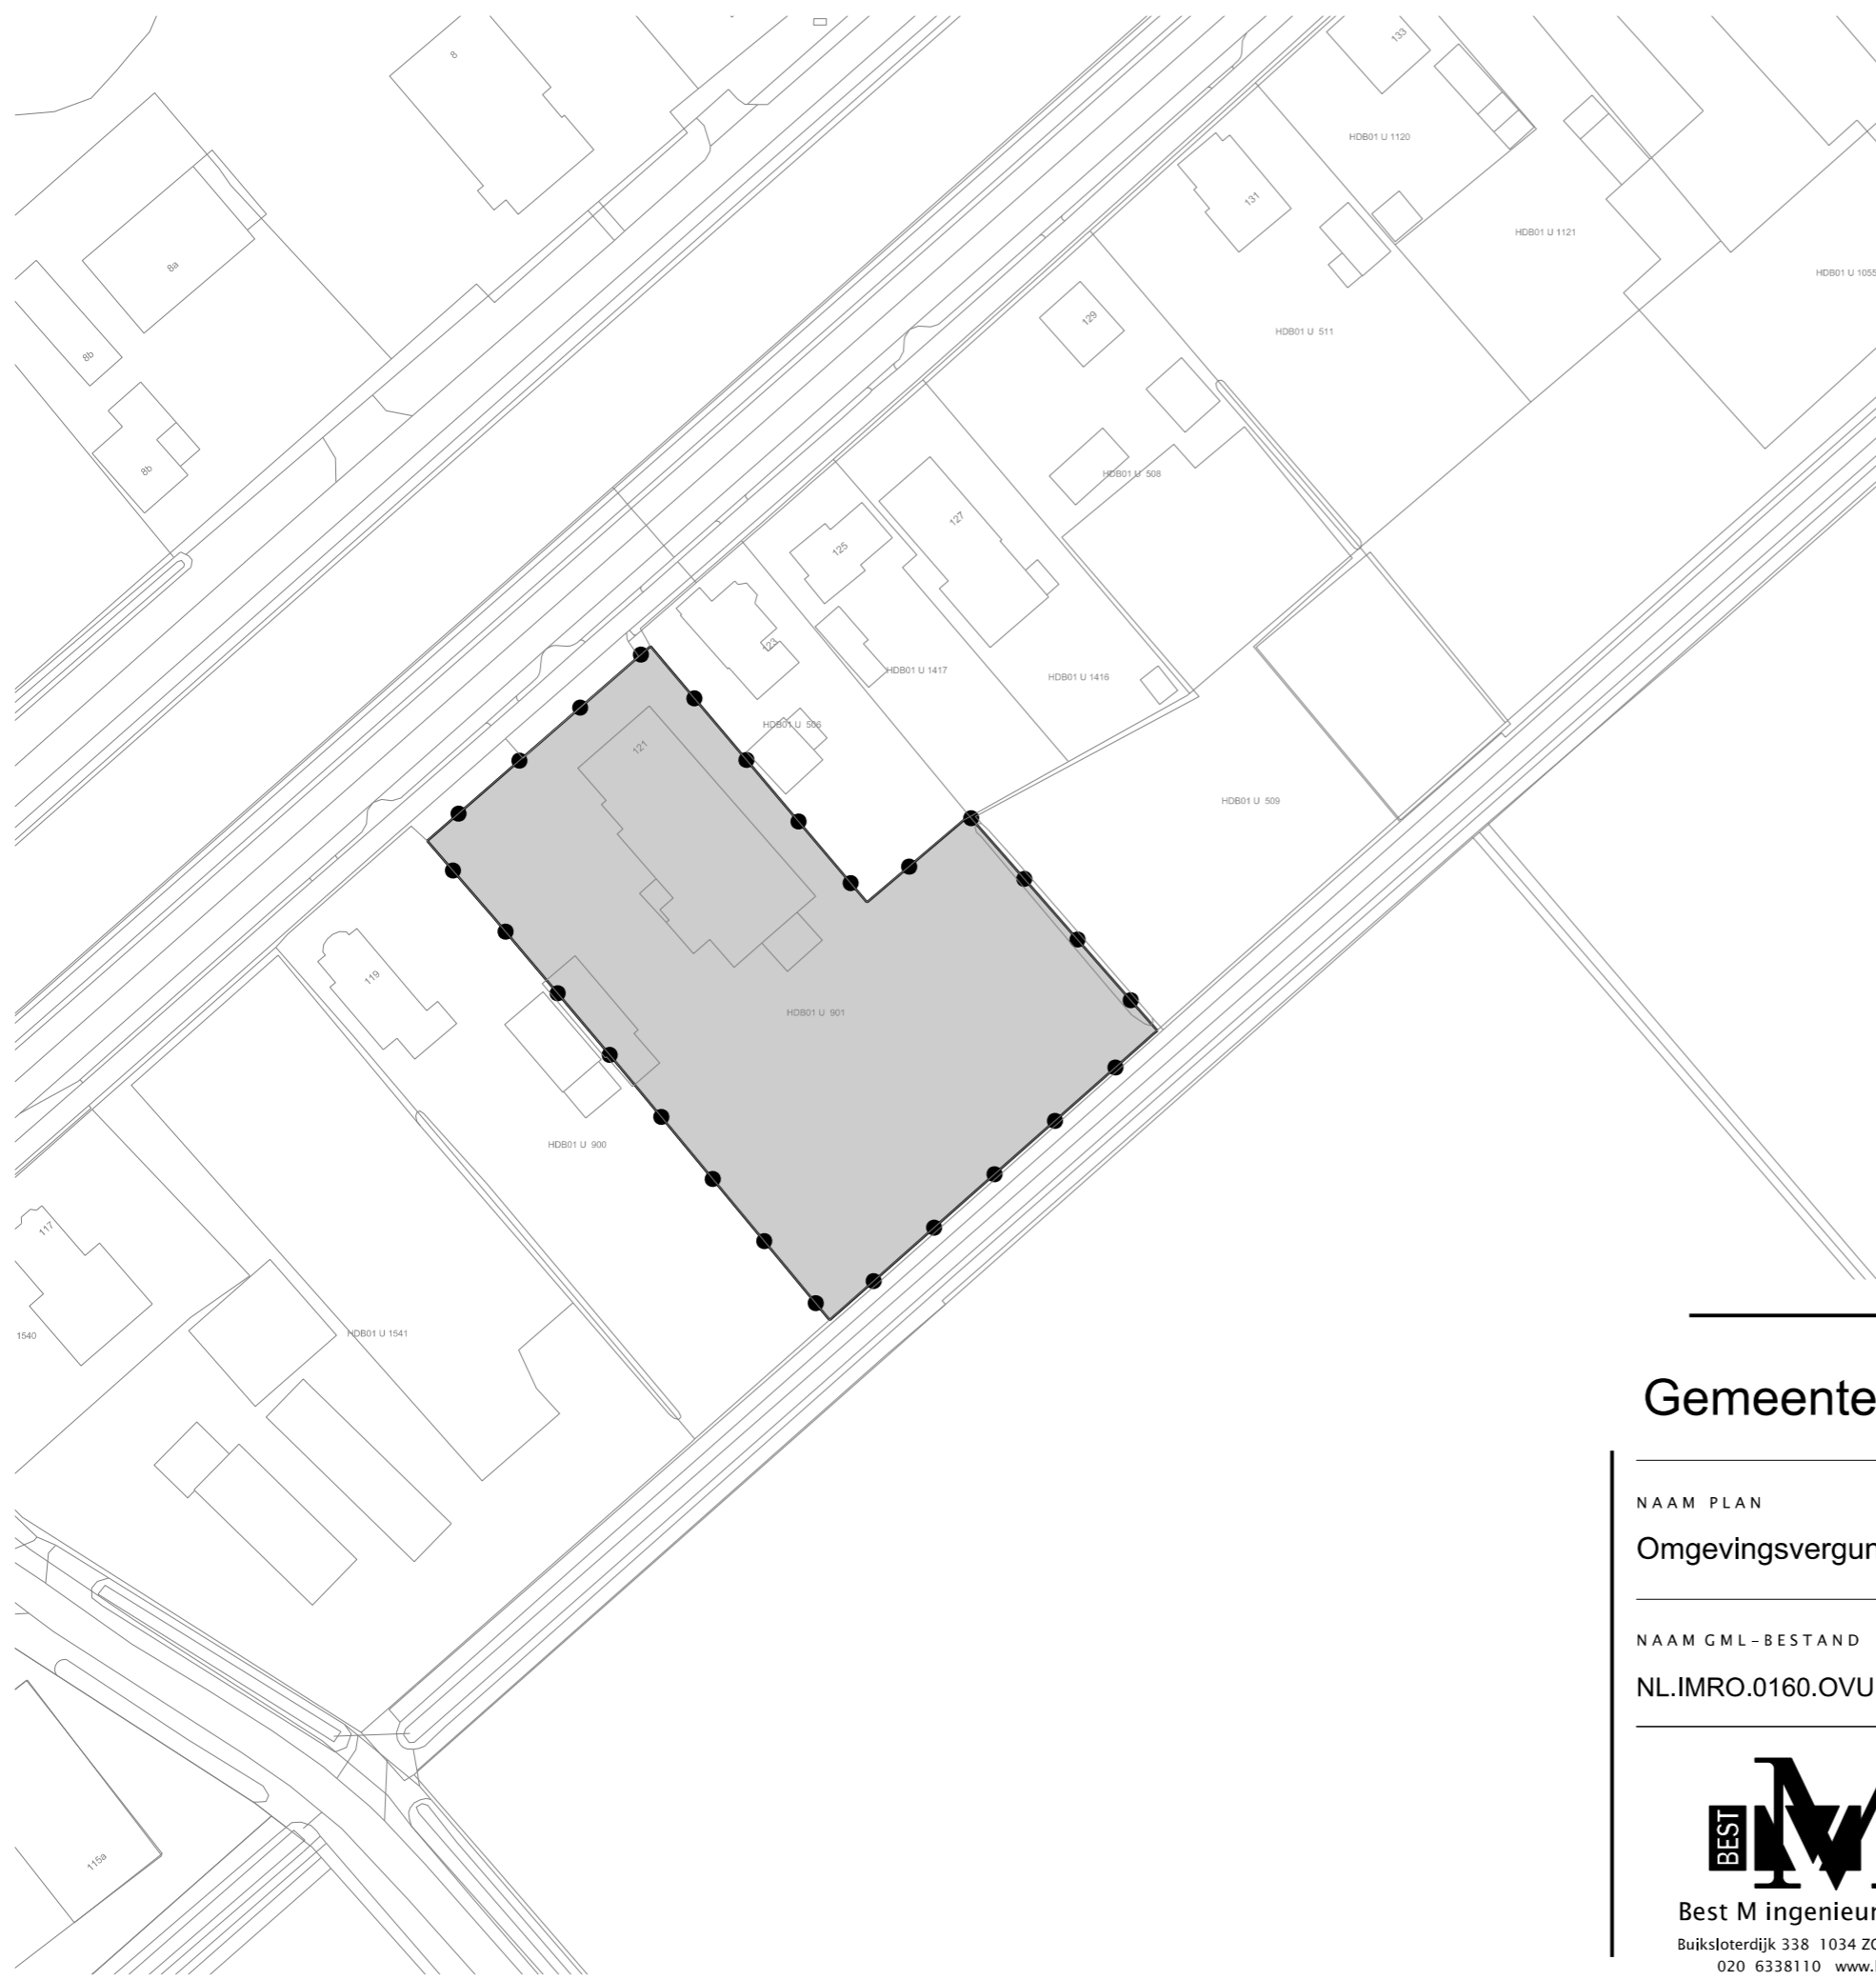 8
133
HDB01 U 1120
8a
131
HDB01 U 1121
HDB01 U 1055
129
HDB01 U 511
8b
8b
HDB01 U 508
127
125
123
HDB01 U 1417
HDB01 U 1416
HDB01 U 506
121
HDB01 U 509
119
HDB01 U 901
HDB01 U 900
117
1540
HDB01 U 1541
115a
Gemeente
NAAM PLAN
Omgevingsvergun
NAAM GML-BESTAND
NL.IMRO.0160.OVU
BEST
M
Best M ingenieur
Buiksloterdijk 338 1034 ZC
020 6338110 www.